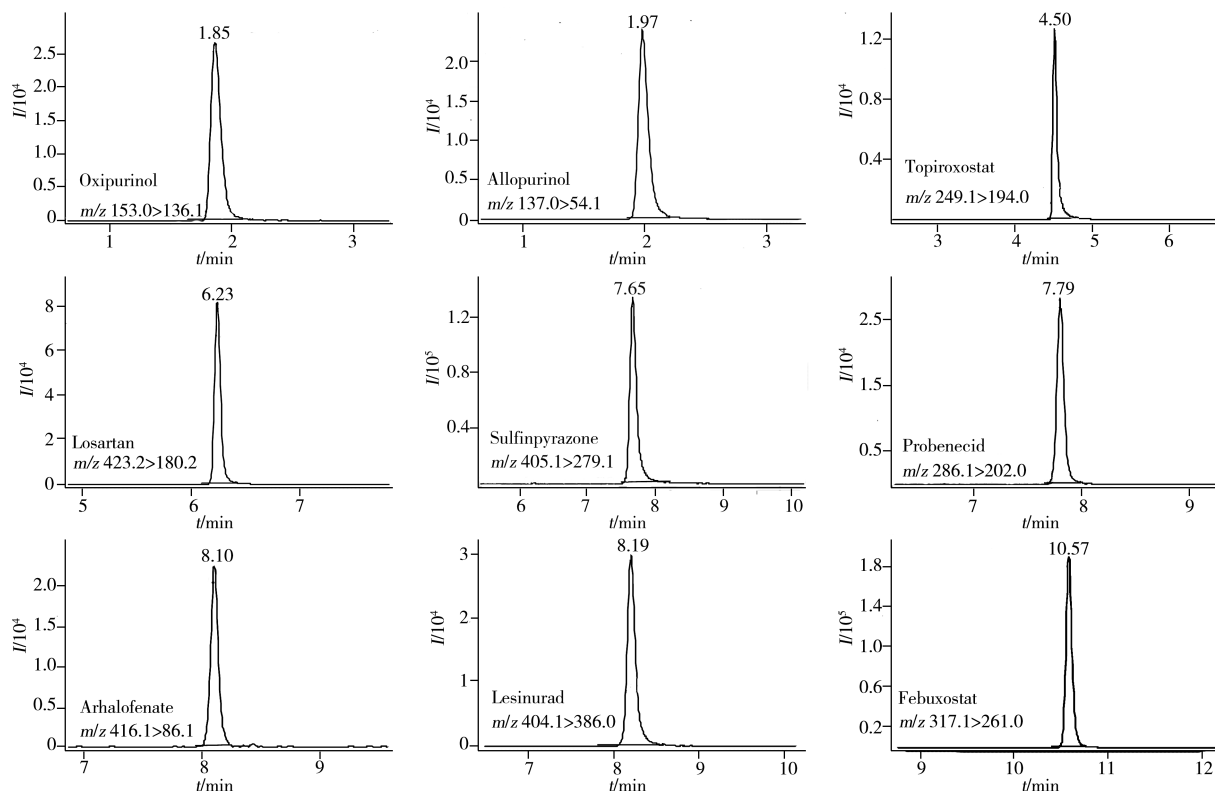 1.85
I/10⁴
2.5
2.0
1.5
1.0
0.5
0
Oxipurinol
m/z 153.0>136.1
1 2 3
t/min
1.97
I/10⁴
2.0
1.5
1.0
0.5
0
Allopurinol
m/z 137.0>54.1
1 2 3
t/min
4.50
I/10⁴
1.2
0.8
0.4
Topiroxostat
m/z 249.1>194.0
3 4 5 6
t/min
6.23
I/10⁴
8
6
4
2
0
Losartan
m/z 423.2>180.2
5 6 7
t/min
7.65
I/10⁵
1.2
0.8
0.4
Sulfinpyrazone
m/z 405.1>279.1
6 7 8 9 10
t/min
7.79
I/10⁴
2.5
1.5
0.5
Probenecid
m/z 286.1>202.0
7 8 9
t/min
8.10
I/10⁴
2.0
1.5
1.0
0.5
0
Arhalofenate
m/z 416.1>86.1
7 8 9
t/min
8.19
I/10⁴
3
2
1
0
Lesinurad
m/z 404.1>386.0
7 8 9 10
t/min
10.57
I/10⁵
1.8
1.4
1.0
0.6
0.2
Febuxostat
m/z 317.1>261.0
9 10 11 12
t/min